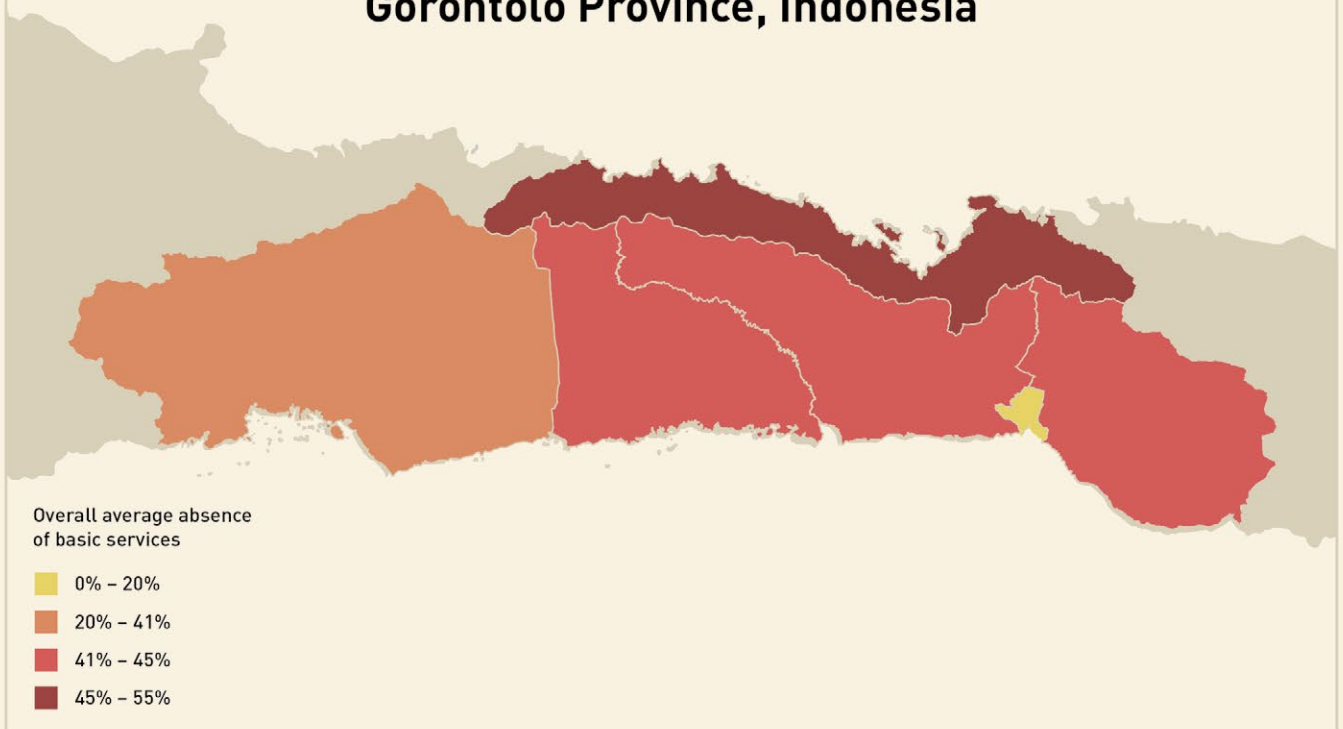 Gorontolo Province, Indonesia
Overall average absence
of basic services
0% – 20%
20% – 41%
41% – 45%
45% – 55%